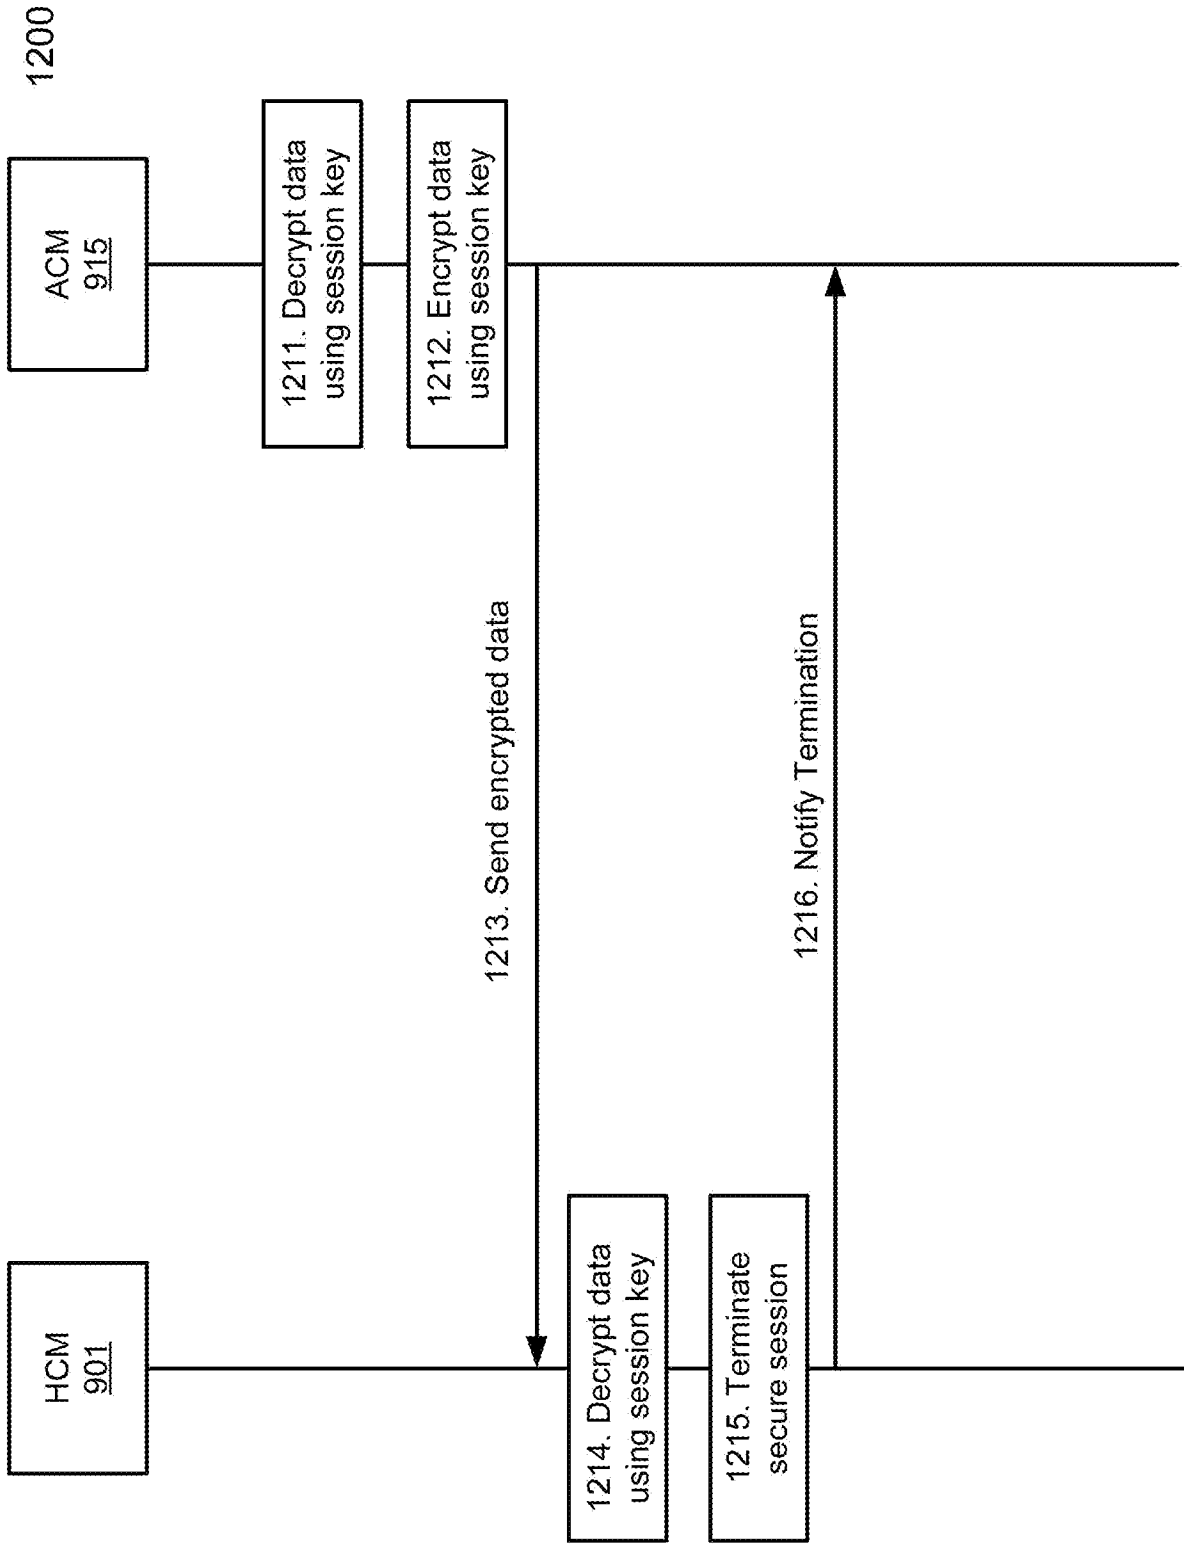 1200
HCM
901
ACM
915
1211. Decrypt data
using session key
1212. Encrypt data
using session key
1213. Send encrypted data
1214. Decrypt data
using session key
1215. Terminate
secure session
1216. Notify Termination